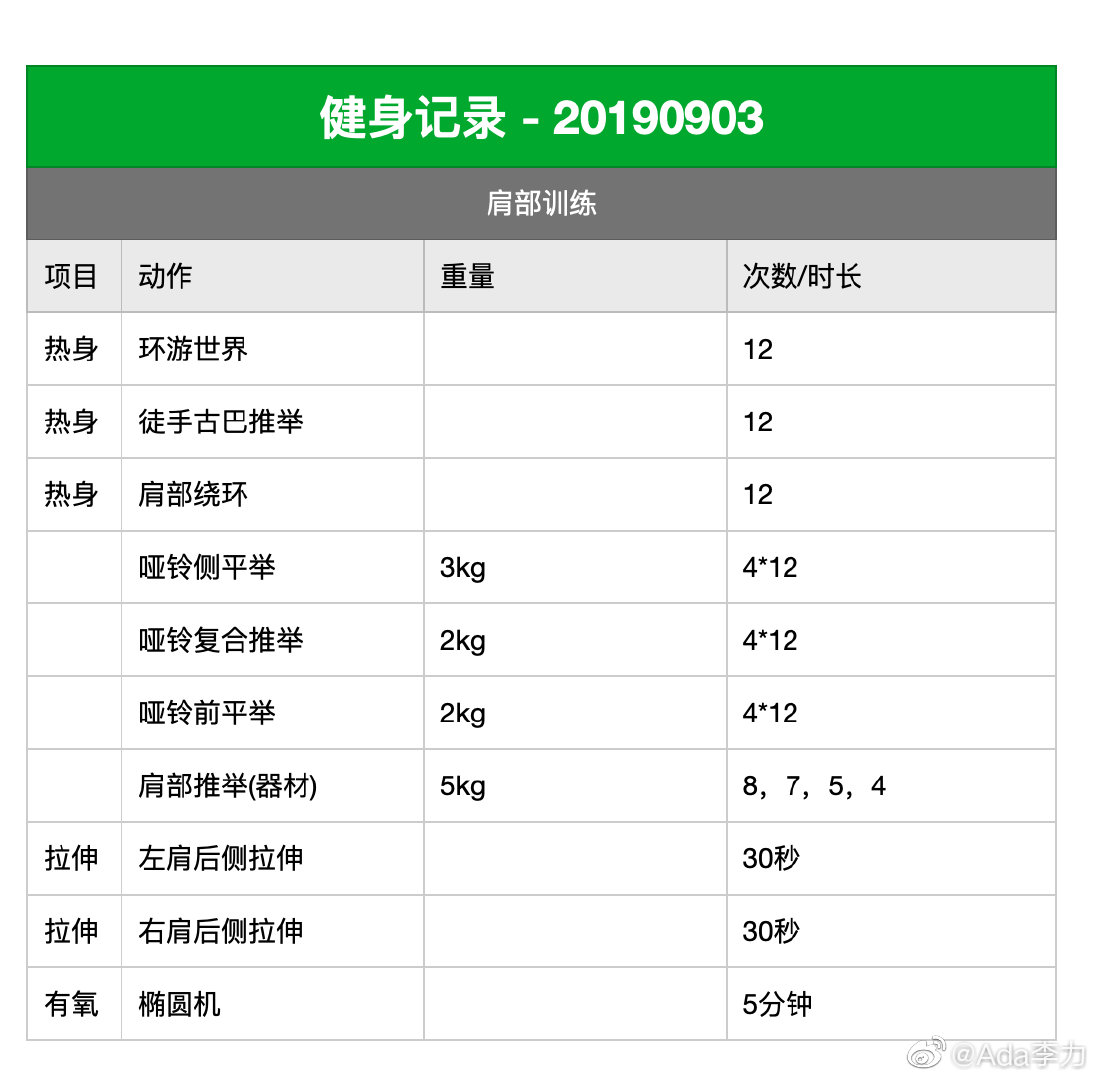 健身记录 - 20190903
肩部训练
项目 动作 重量 次数/时长
热身 环游世界 12
热身 徒手古巴推举 12
热身 肩部绕环 12
哑铃侧平举 3kg 4*12
哑铃复合推举 2kg 4*12
哑铃前平举 2kg 4*12
肩部推举(器材) 5kg 8，7，5，4
拉伸 左肩后侧拉伸 30秒
拉伸 右肩后侧拉伸 30秒
有氧 椭圆机 5分钟
@Ada李力